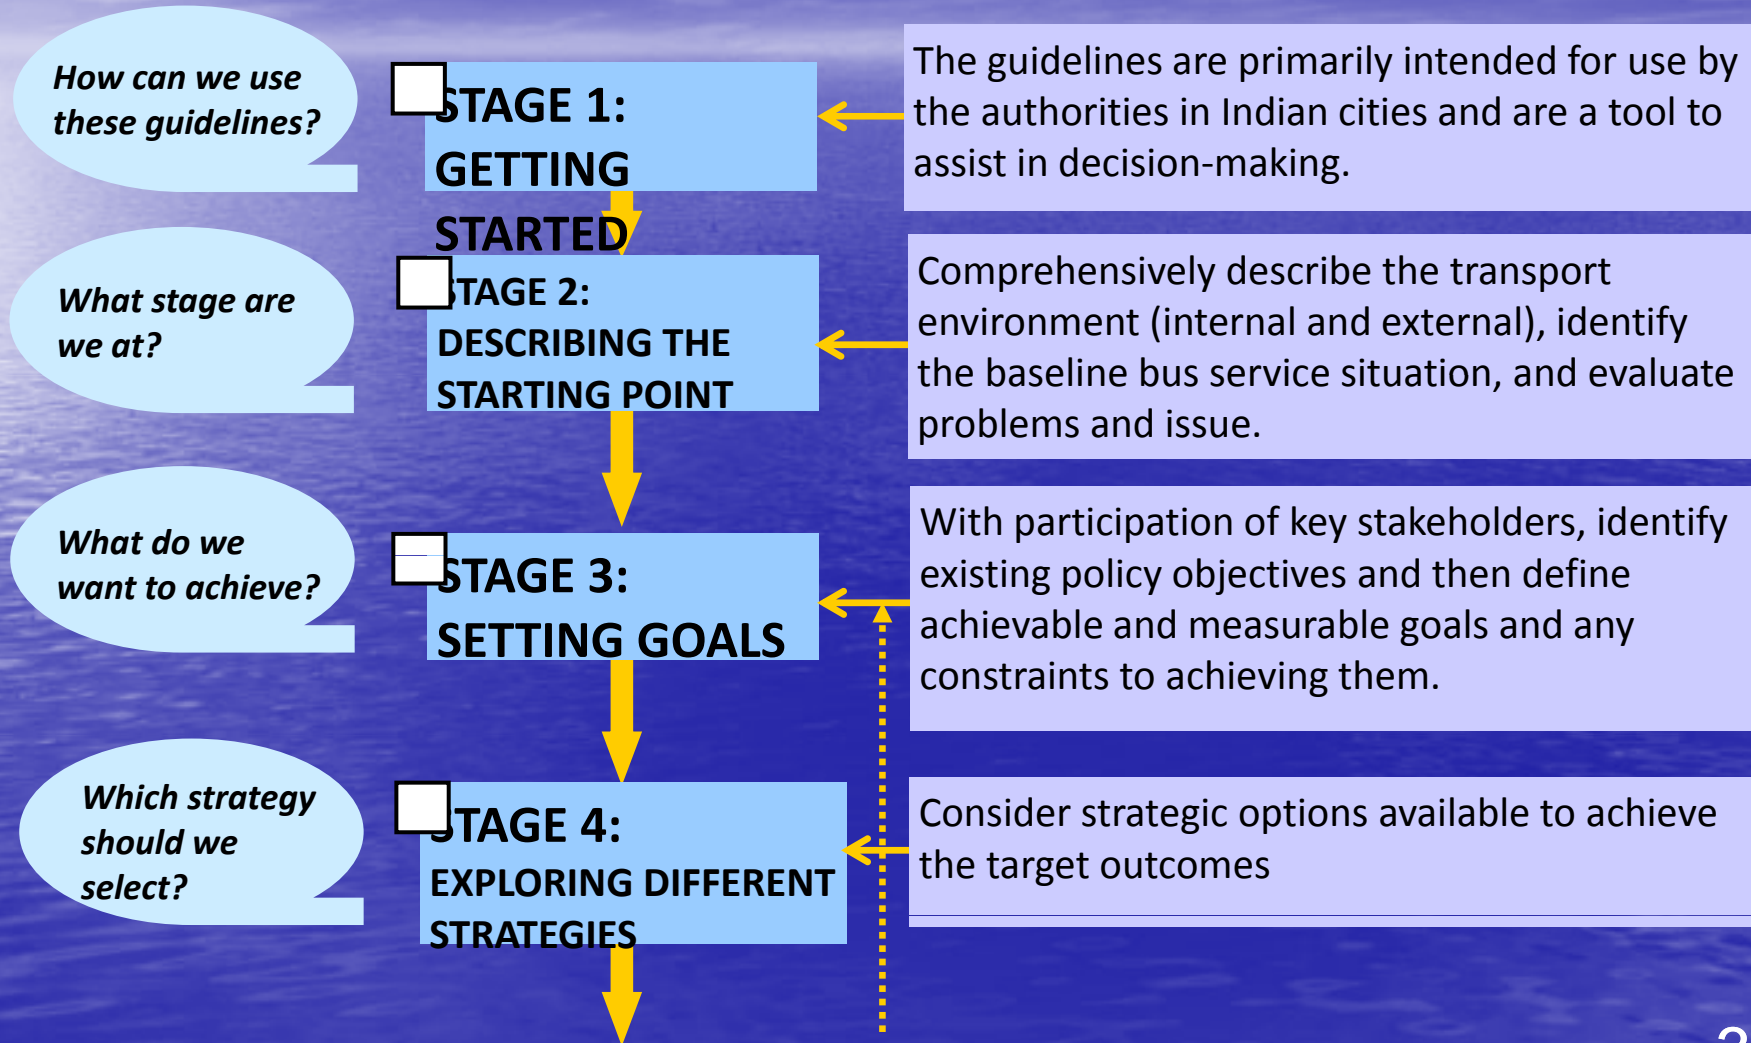 How can we use
these guidelines?
STAGE 1:
GETTING
STARTED
The guidelines are primarily intended for use by
the authorities in Indian cities and are a tool to
assist in decision-making.
What stage are
we at?
STAGE 2:
DESCRIBING THE
STARTING POINT
Comprehensively describe the transport
environment (internal and external), identify
the baseline bus service situation, and evaluate
problems and issue.
What do we
want to achieve?
STAGE 3:
SETTING GOALS
With participation of key stakeholders, identify
existing policy objectives and then define
achievable and measurable goals and any
constraints to achieving them.
Which strategy
should we
select?
STAGE 4:
EXPLORING DIFFERENT
STRATEGIES
Consider strategic options available to achieve
the target outcomes